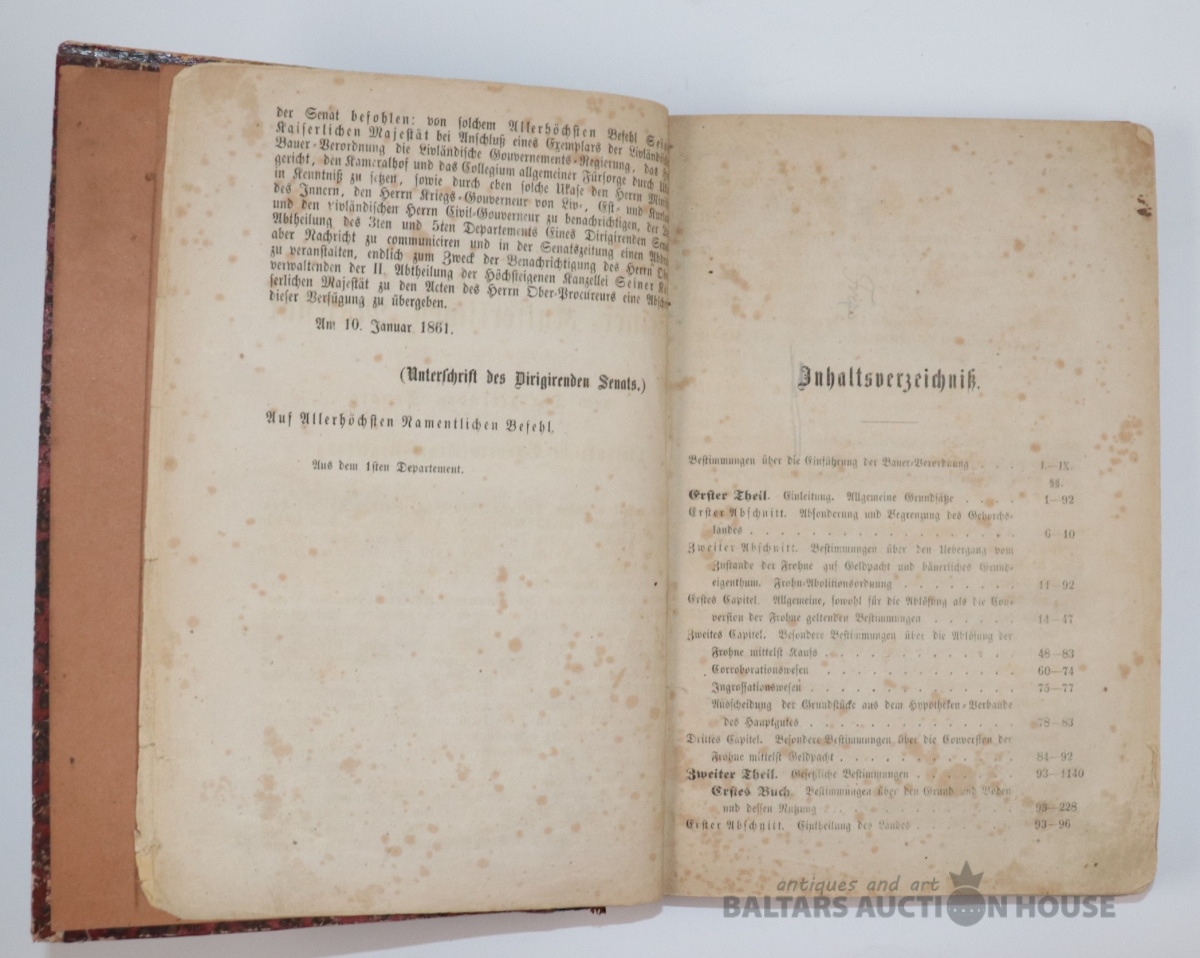 der Senat befohlen: von solchem Allerhöchsten Befehl Seiner
Kaiserlichen Majestät bei Anschluß eines Exemplars der Livländisch
Bauer-Verordnung die Livländische Gouvernements-Regierung, das
gericht, den Kameralhof und das Collegium allgemeiner Fürsorge durch
in Kenntniß zu setzen, sowie durch eben solche Ukase den Herrn
des Innern, den Herrn Kriegs-Gouverneur von Liv-, Est- und
und den Livländischen Herrn Civil-Gouverneur zu benachrichtigen, der
Abtheilung des 3ten und 5ten Departements Eines Dirigirenden
aber Nachricht zu communiciren und in der Senatszeitung einen
zu veranstalten, endlich zum Zweck der Benachrichtigung des Herrn
verwaltenden der II. Abtheilung der Höchsteigenen Kanzellei Seiner
serlichen Majestät zu den Acten des Herrn Ober-Procureurs eine
dieser Verfügung zu übergeben.
Am 10. Januar 1861.
(Unterschrift des Dirigirenden Senats.)
Auf Allerhöchsten Namentlichen Befehl.
Aus dem 1sten Departement.
Inhaltsverzeichniß.
Bestimmungen über die Einführung der Bauer-Verordnung . . . . I.—IX.
§§.
Erster Theil. Einleitung. Allgemeine Grundsätze . . . . 1—92
Erster Abschnitt. Absonderung und Begrenzung des Gehorchs-
landes . . . . . . . . . . . . . . . 6—10
Zweiter Abschnitt. Bestimmungen über den Uebergang vom
Zustande der Frohne auf Geldpacht und bäuerliches Grund-
eigenthum. Frohn-Abolitionsordnung . . . . . . . . 11—92
Erstes Capitel. Allgemeine, sowohl für die Ablösung als die Con-
version der Frohne geltenden Bestimmungen . . . . . . 14—47
Zweites Capitel. Besondere Bestimmungen über die Ablösung der
Frohne mittelst Kaufs . . . . . . . . . . . . 48—83
Corroborationswesen . . . . . . . . . . . . . 60—74
Ingrossationswesen . . . . . . . . . . . . . 75—77
Ausscheidung der Grundstücke aus dem Hypotheken-Verbande
des Hauptgutes . . . . . . . . . . . . . 78—83
Drittes Capitel. Besondere Bestimmungen über die Conversion der
Frohne mittelst Geldpacht . . . . . . . . . . . 84—92
Zweiter Theil. Gesetzliche Bestimmungen . . . . . . . 93—1140
Erstes Buch. Bestimmungen über den Grund und Boden
und dessen Nutzung . . . . . . . . . . . . 93—228
Erster Abschnitt. Eintheilung des Landes . . . . . . . 93—96
antiques and art
BALTARS AUCTION HOUSE